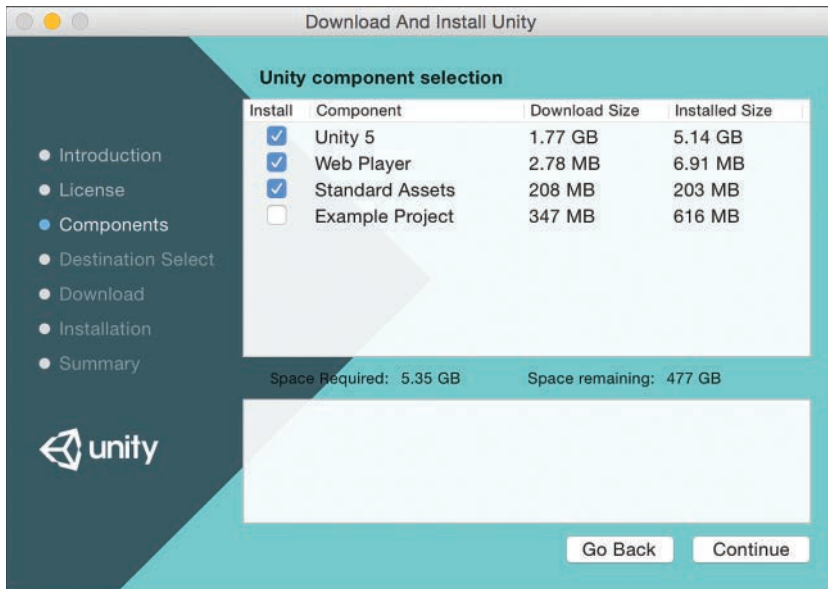 Download And Install Unity
Unity component selection
Install Component Download Size Installed Size
Unity 5 1.77 GB 5.14 GB
Web Player 2.78 MB 6.91 MB
Standard Assets 208 MB 203 MB
Example Project 347 MB 616 MB
Introduction
License
Components
Destination Select
Download
Installation
Summary
Space Required: 5.35 GB Space remaining: 477 GB
unity
Go Back Continue